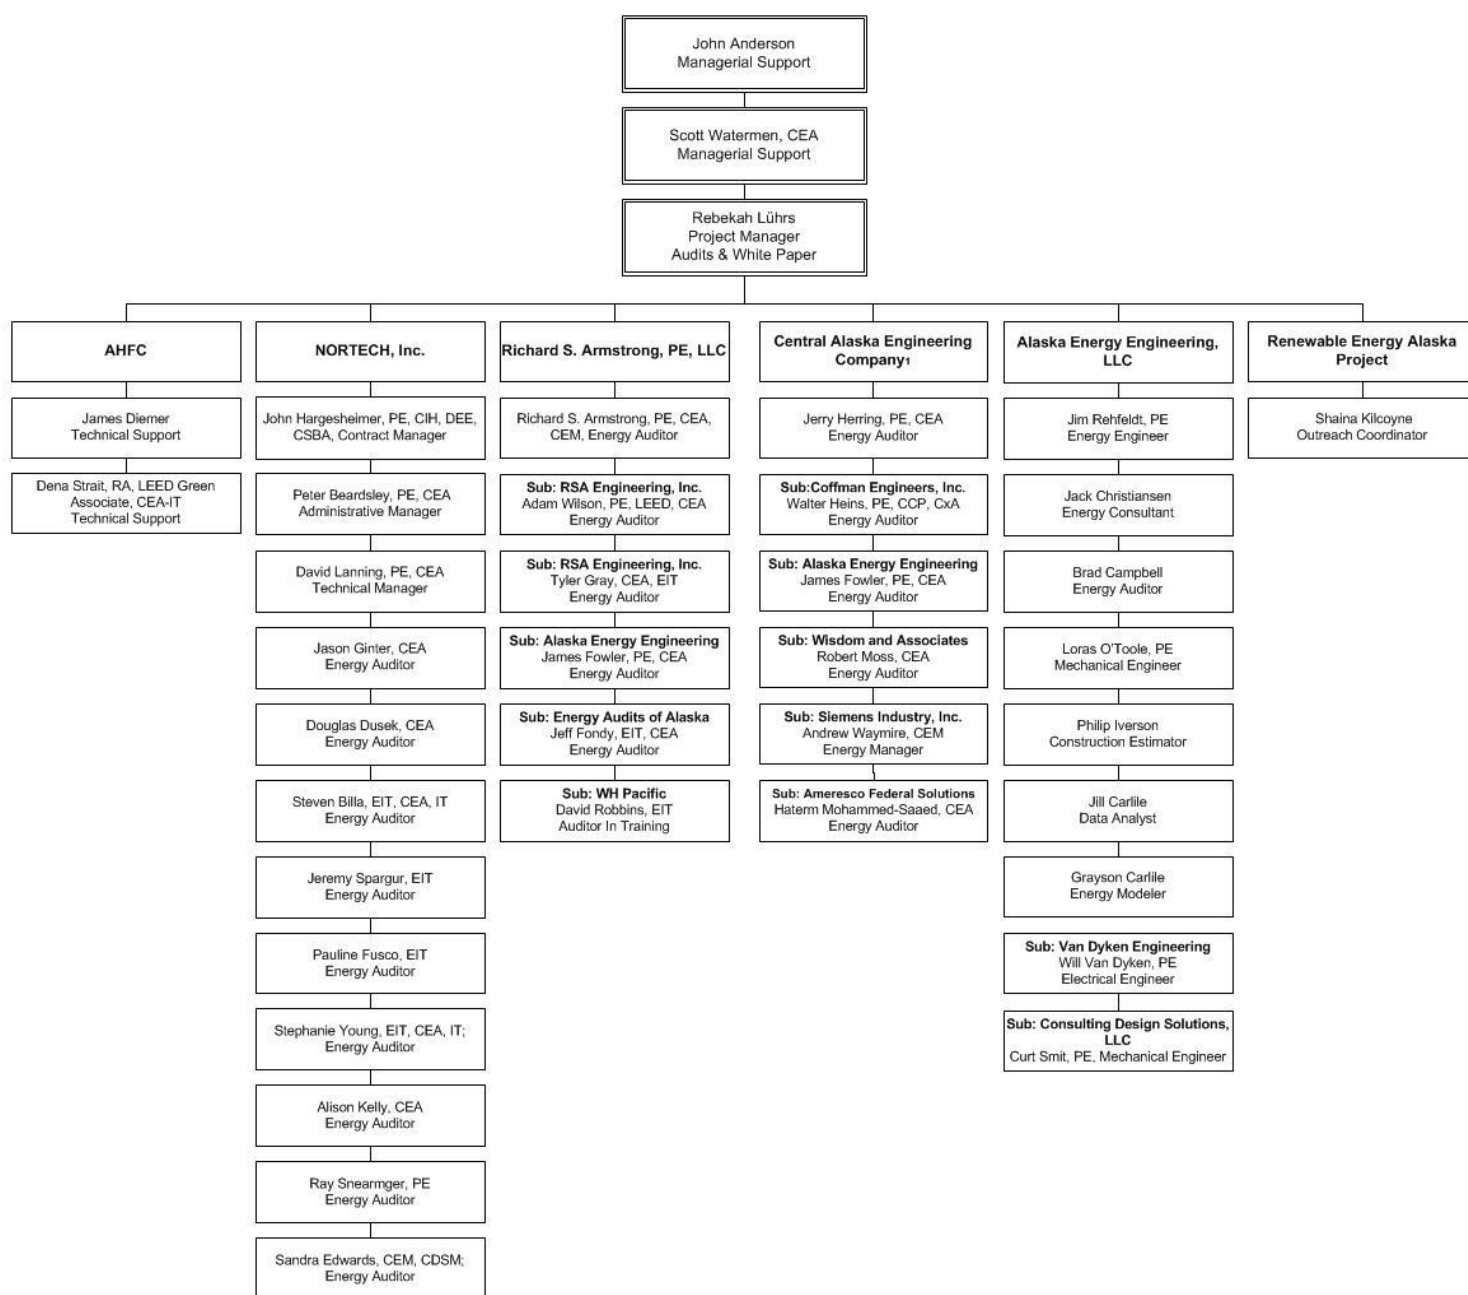 John Anderson
Managerial Support
Scott Watermen, CEA
Managerial Support
Rebekah Lührs
Project Manager
Audits & White Paper
AHFC
James Diemer
Technical Support
Dena Strait, RA, LEED Green
Associate, CEA-IT
Technical Support
NORTECH, Inc.
John Hargesheimer, PE, CIH, DEE,
CSBA, Contract Manager
Peter Beardsley, PE, CEA
Administrative Manager
David Lanning, PE, CEA
Technical Manager
Jason Ginter, CEA
Energy Auditor
Douglas Dusek, CEA
Energy Auditor
Steven Billa, EIT, CEA, IT
Energy Auditor
Jeremy Spargur, EIT
Energy Auditor
Pauline Fusco, EIT
Energy Auditor
Stephanie Young, EIT, CEA, IT;
Energy Auditor
Alison Kelly, CEA
Energy Auditor
Ray Snearmger, PE
Energy Auditor
Sandra Edwards, CEM, CDSM;
Energy Auditor
Richard S. Armstrong, PE, LLC
Richard S. Armstrong, PE, CEA,
CEM, Energy Auditor
Sub: RSA Engineering, Inc.
Adam Wilson, PE, LEED, CEA
Energy Auditor
Sub: RSA Engineering, Inc.
Tyler Gray, CEA, EIT
Energy Auditor
Sub: Alaska Energy Engineering
James Fowler, PE, CEA
Energy Auditor
Sub: Energy Audits of Alaska
Jeff Fondy, EIT, CEA
Energy Auditor
Sub: WH Pacific
David Robbins, EIT
Auditor In Training
Central Alaska Engineering
Company1
Jerry Herring, PE, CEA
Energy Auditor
Sub:Coffman Engineers, Inc.
Walter Heins, PE, CCP, CxA
Energy Auditor
Sub: Alaska Energy Engineering
James Fowler, PE, CEA
Energy Auditor
Sub: Wisdom and Associates
Robert Moss, CEA
Energy Auditor
Sub: Siemens Industry, Inc.
Andrew Waymire, CEM
Energy Manager
Sub: Ameresco Federal Solutions
Haterm Mohammed-Saaed, CEA
Energy Auditor
Alaska Energy Engineering,
LLC
Jim Rehfeldt, PE
Energy Engineer
Jack Christiansen
Energy Consultant
Brad Campbell
Energy Auditor
Loras O'Toole, PE
Mechanical Engineer
Philip Iverson
Construction Estimator
Jill Carlile
Data Analyst
Grayson Carlile
Energy Modeler
Sub: Van Dyken Engineering
Will Van Dyken, PE
Electrical Engineer
Sub: Consulting Design Solutions,
LLC
Curt Smit, PE, Mechanical Engineer
Renewable Energy Alaska
Project
Shaina Kilcoyne
Outreach Coordinator